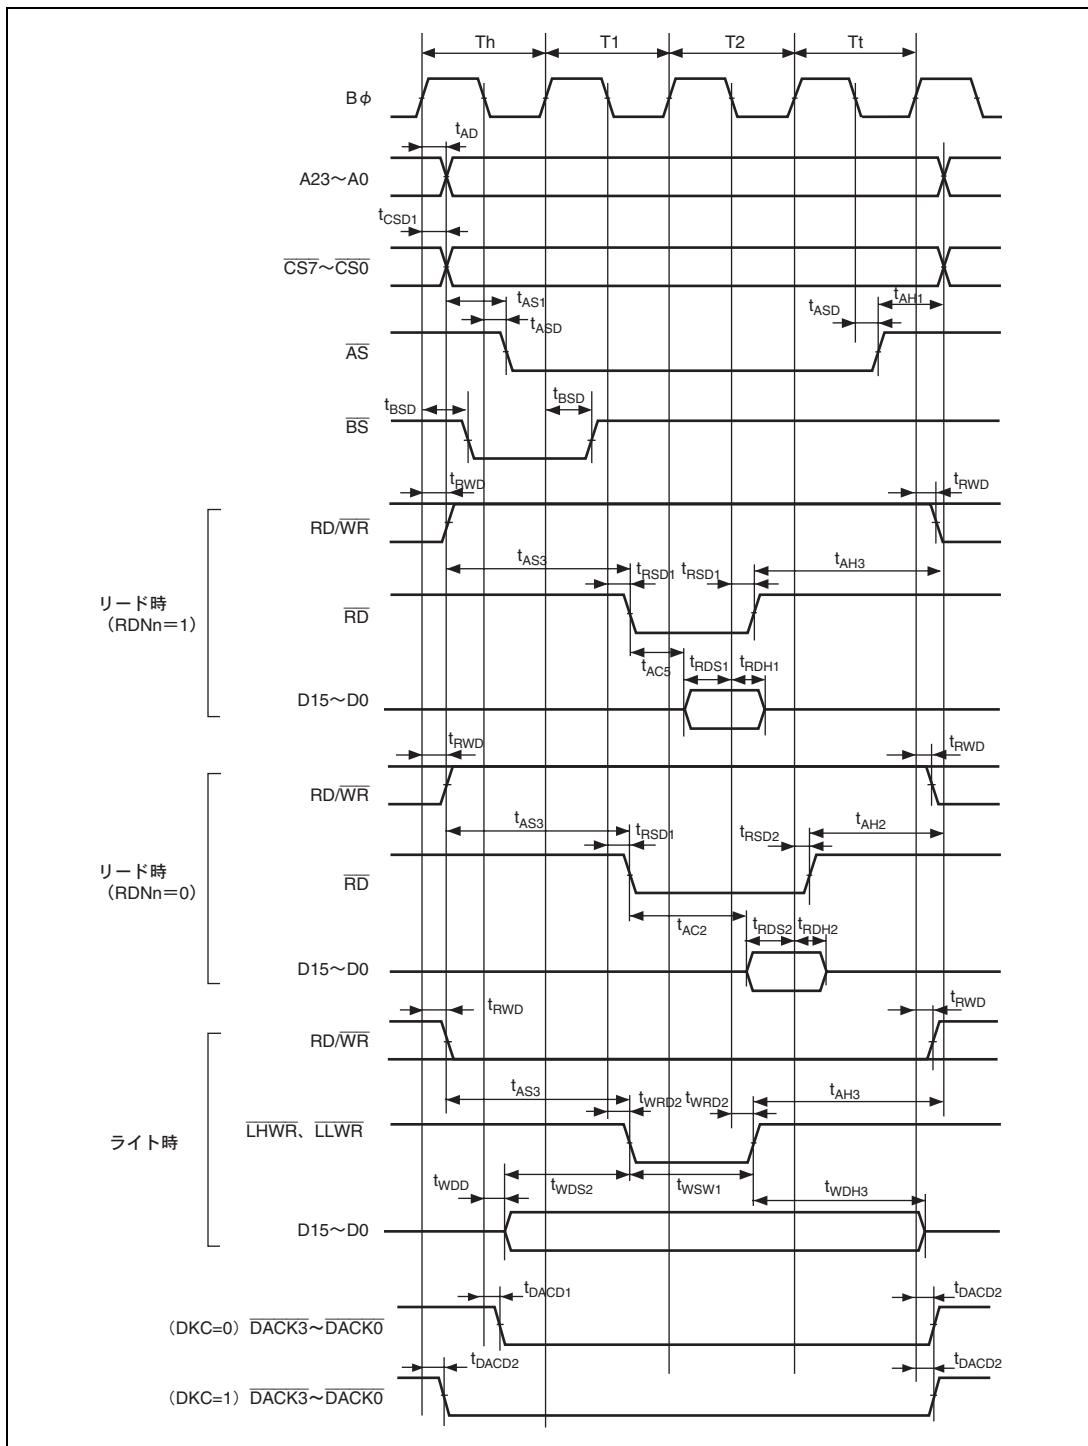 Th T1 T2 Tt
Bφ
tAD
A23～A0
tCSD1
CS7～CS0
tAS1 tASD tASD tAH1
AS
tBSD tBSD
BS
tRWD tRWD
RD/WR
tAS3 tRSD1 tRSD1 tAH3
リード時
（RDNn＝1）
RD
tAC5 tRDS1 tRDH1
D15～D0
tRWD tRWD
RD/WR
tAS3 tRSD1 tRSD2 tAH2
リード時
（RDNn＝0）
RD
tAC2 tRDS2 tRDH2
D15～D0
tRWD tRWD
RD/WR
tAS3 tWRD2 tWRD2 tAH3
ライト時
LHWR、LLWR
tWDD tWDS2 tWSW1 tWDH3
D15～D0
tDACD1 tDACD2
（DKC=0）DACK3～DACK0
tDACD2 tDACD2
（DKC=1）DACK3～DACK0